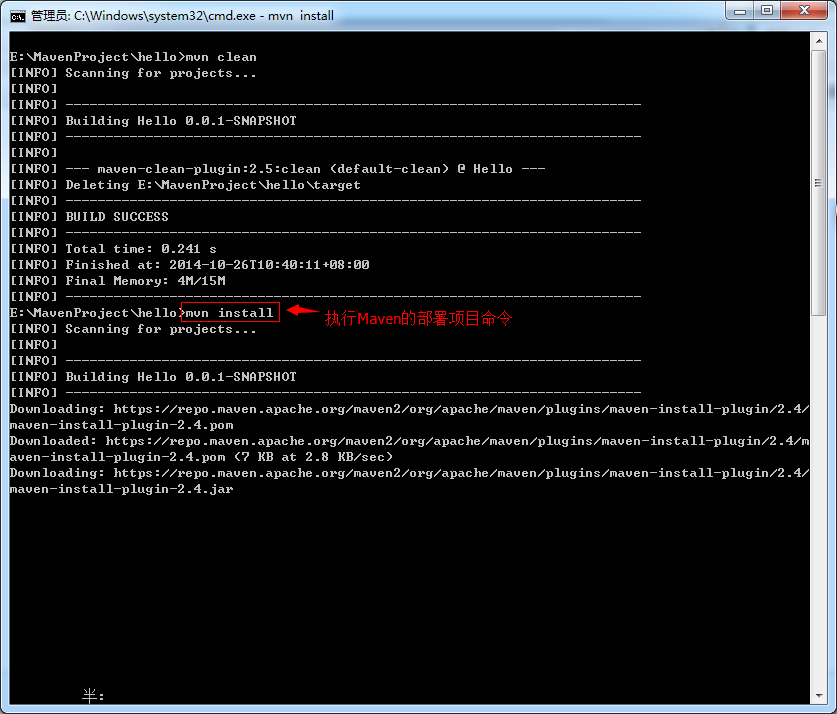 管理员: C:\Windows\system32\cmd.exe - mvn  install
E:\MavenProject\hello>mvn clean
[INFO] Scanning for projects...
[INFO]
[INFO] ------------------------------------------------------------------------
[INFO] Building Hello 0.0.1-SNAPSHOT
[INFO] ------------------------------------------------------------------------
[INFO]
[INFO] --- maven-clean-plugin:2.5:clean (default-clean) @ Hello ---
[INFO] Deleting E:\MavenProject\hello\target
[INFO] ------------------------------------------------------------------------
[INFO] BUILD SUCCESS
[INFO] ------------------------------------------------------------------------
[INFO] Total time: 0.241 s
[INFO] Finished at: 2014-10-26T10:40:11+08:00
[INFO] Final Memory: 4M/15M
[INFO] ------------------------------------------------------------------------
E:\MavenProject\hello>mvn install 执行Maven的部署项目命令
[INFO] Scanning for projects...
[INFO]
[INFO] ------------------------------------------------------------------------
[INFO] Building Hello 0.0.1-SNAPSHOT
[INFO] ------------------------------------------------------------------------
Downloading: https://repo.maven.apache.org/maven2/org/apache/maven/plugins/maven-install-plugin/2.4/
maven-install-plugin-2.4.pom
Downloaded: https://repo.maven.apache.org/maven2/org/apache/maven/plugins/maven-install-plugin/2.4/m
aven-install-plugin-2.4.pom (7 KB at 2.8 KB/sec)
Downloading: https://repo.maven.apache.org/maven2/org/apache/maven/plugins/maven-install-plugin/2.4/
maven-install-plugin-2.4.jar
半: